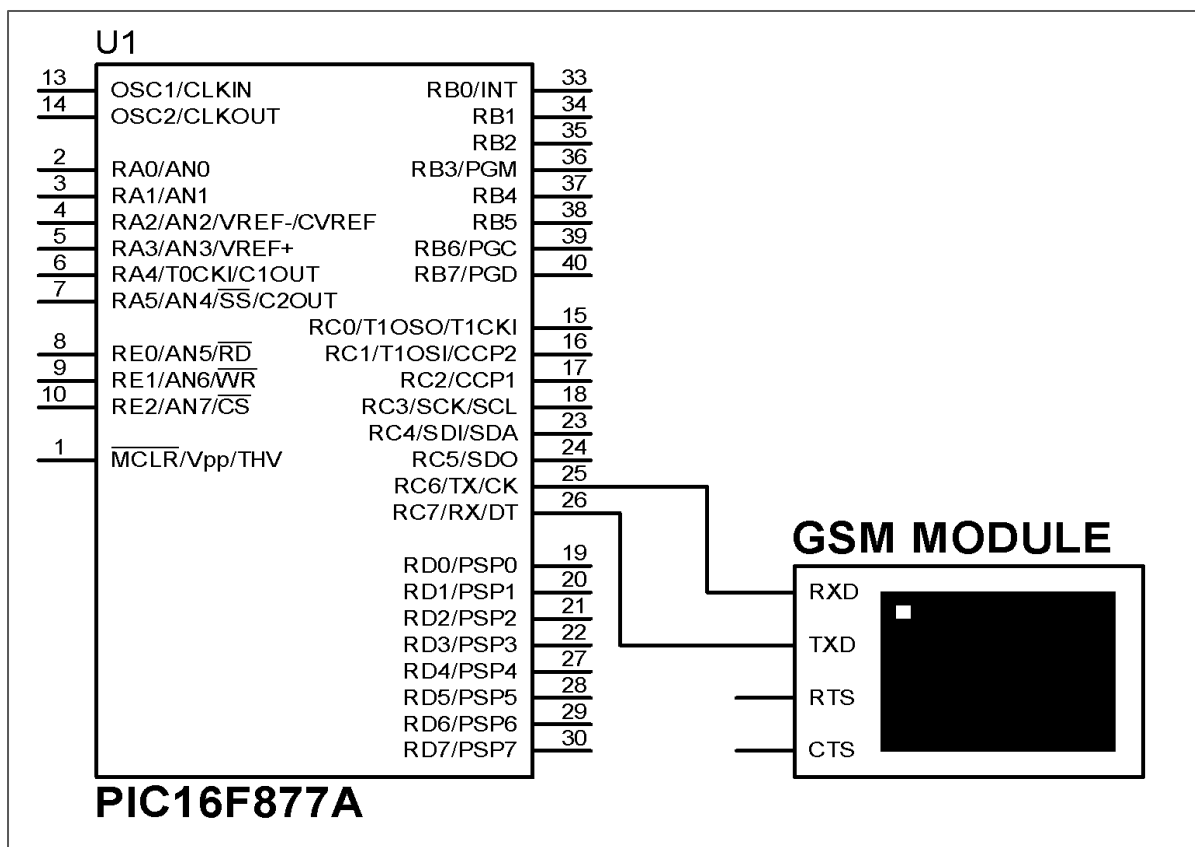 U1
13 OSC1/CLKIN RB0/INT 33
14 OSC2/CLKOUT RB1 34
RB2 35
2 RA0/AN0 RB3/PGM 36
3 RA1/AN1 RB4 37
4 RA2/AN2/VREF-/CVREF RB5 38
5 RA3/AN3/VREF+ RB6/PGC 39
6 RA4/T0CKI/C1OUT RB7/PGD 40
7 RA5/AN4/SS/C2OUT
RC0/T1OSO/T1CKI 15
8 RE0/AN5/RD RC1/T1OSI/CCP2 16
9 RE1/AN6/WR RC2/CCP1 17
10 RE2/AN7/CS RC3/SCK/SCL 18
RC4/SDI/SDA 23
1 MCLR/Vpp/THV RC5/SDO 24
RC6/TX/CK 25
RC7/RX/DT 26
RD0/PSP0 19
RD1/PSP1 20
RD2/PSP2 21
RD3/PSP3 22
RD4/PSP4 27
RD5/PSP5 28
RD6/PSP6 29
RD7/PSP7 30
PIC16F877A
GSM MODULE
RXD
TXD
RTS
CTS